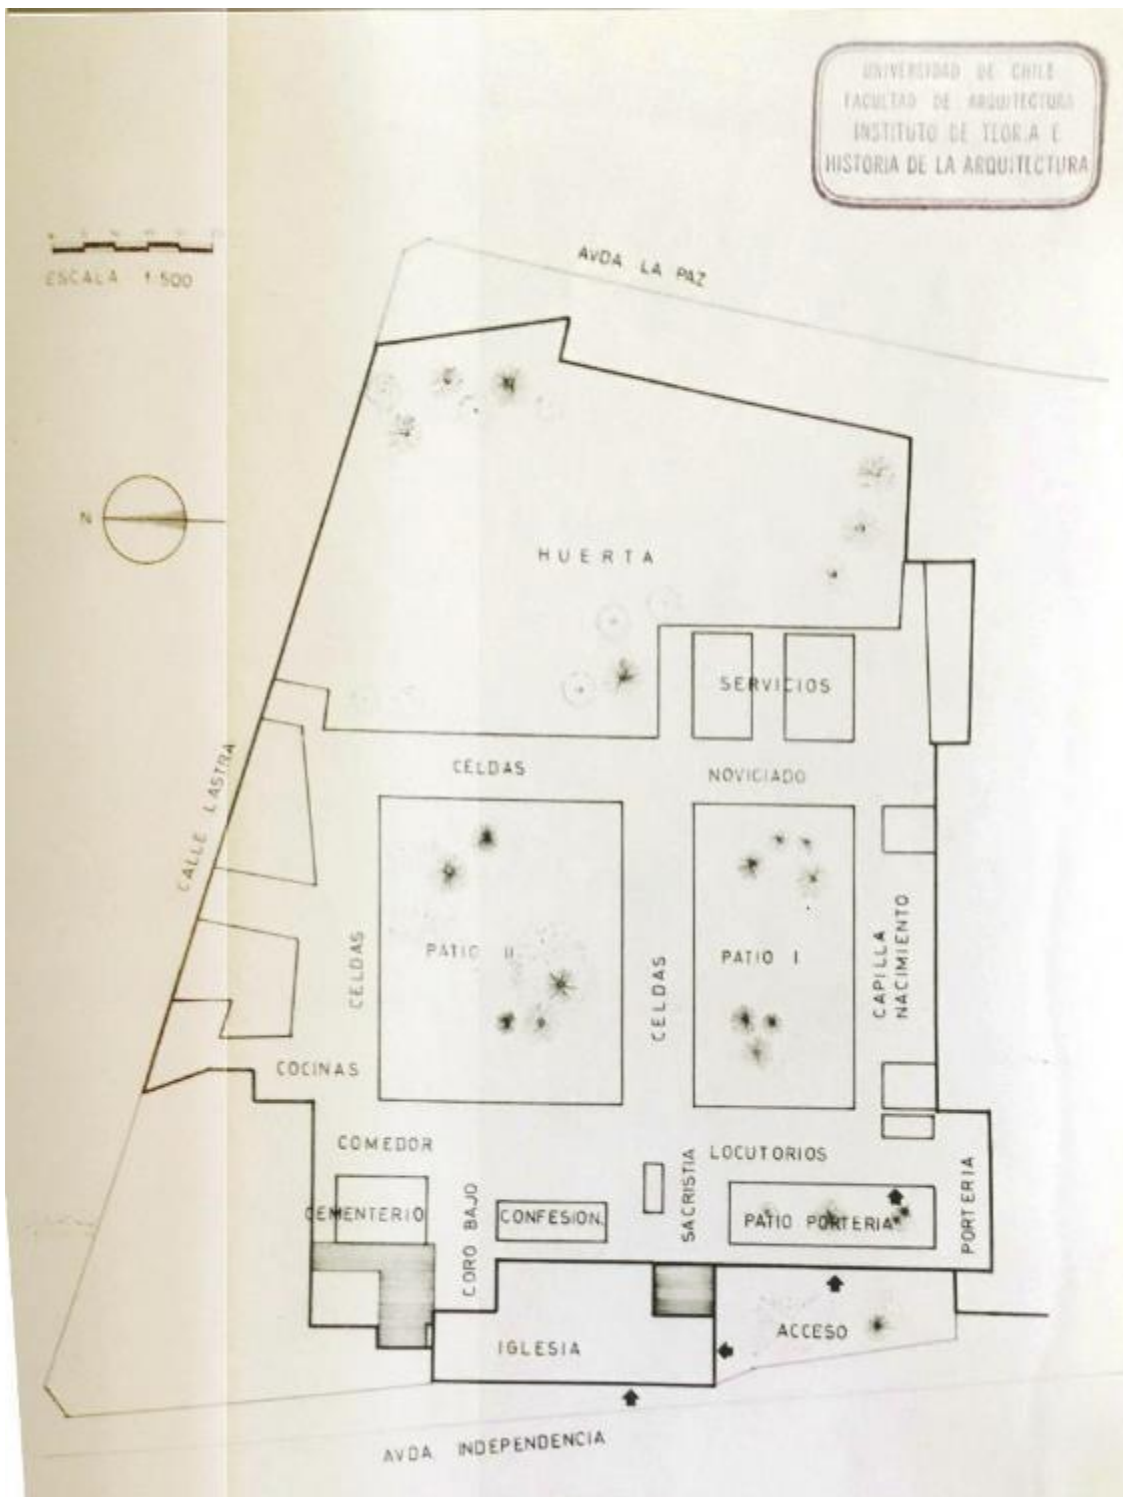 UNIVERSIDAD DE CHILE
FACULTAD DE ARQUITECTURA
INSTITUTO DE TEORIA E
HISTORIA DE LA ARQUITECTURA
AVDA LA PAZ
ESCALA 1:500
N
HUERTA
SERVICIOS
CALLE LASTRA
CELDAS
NOVICIADO
CELDAS
PATIO II
CELDAS
PATIO I
CAPILLA
NACIMIENTO
COCINAS
COMEDOR
LOCUTORIOS
CEMENTERIO
CORO BAJO
CONFESION.
SACRISTIA
PATIO PORTERIA
PORTERIA
IGLESIA
ACCESO
AVDA INDEPENDENCIA